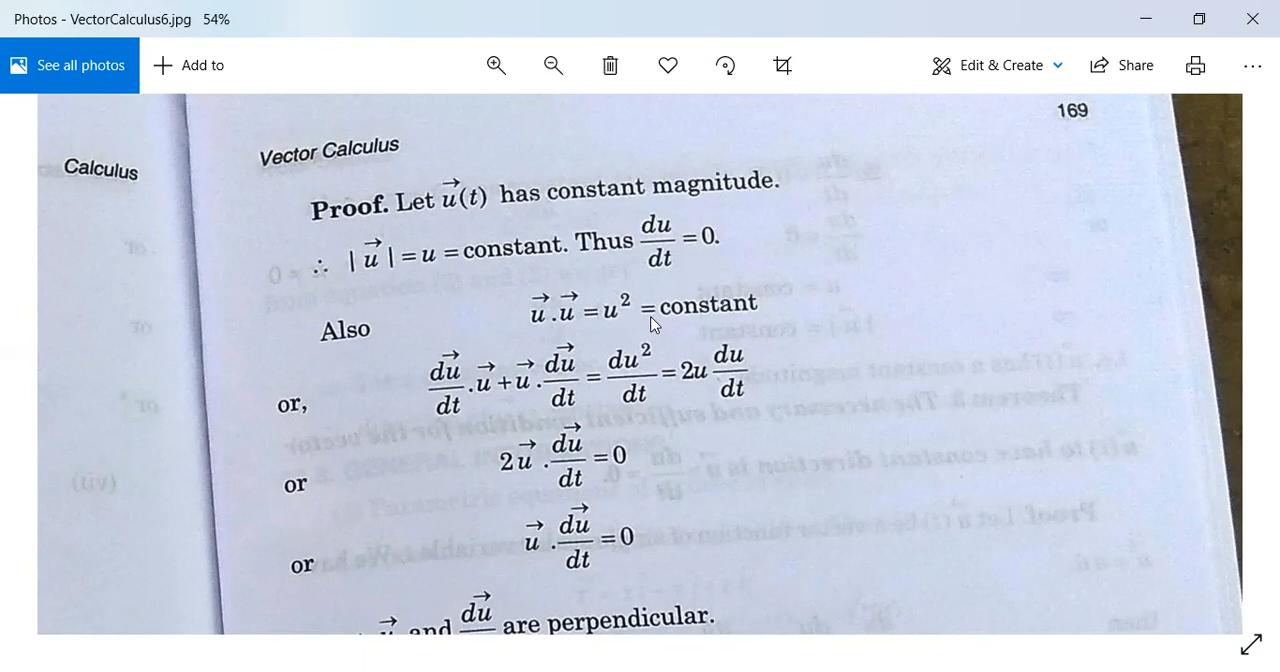 Photos - VectorCalculus6.jpg 54%
See all photos
Add to
Edit & Create
Share
169
Calculus
Vector Calculus
Proof. Let u⃗(t) has constant magnitude.
∴ |u⃗| = u = constant. Thus du/dt = 0.
Also u⃗ . u⃗ = u² = constant
or, du⃗/dt . u⃗ + u⃗ . du⃗/dt = du²/dt = 2u du/dt
or 2u⃗ . du⃗/dt = 0
or u⃗ . du⃗/dt = 0
and du⃗ are perpendicular.